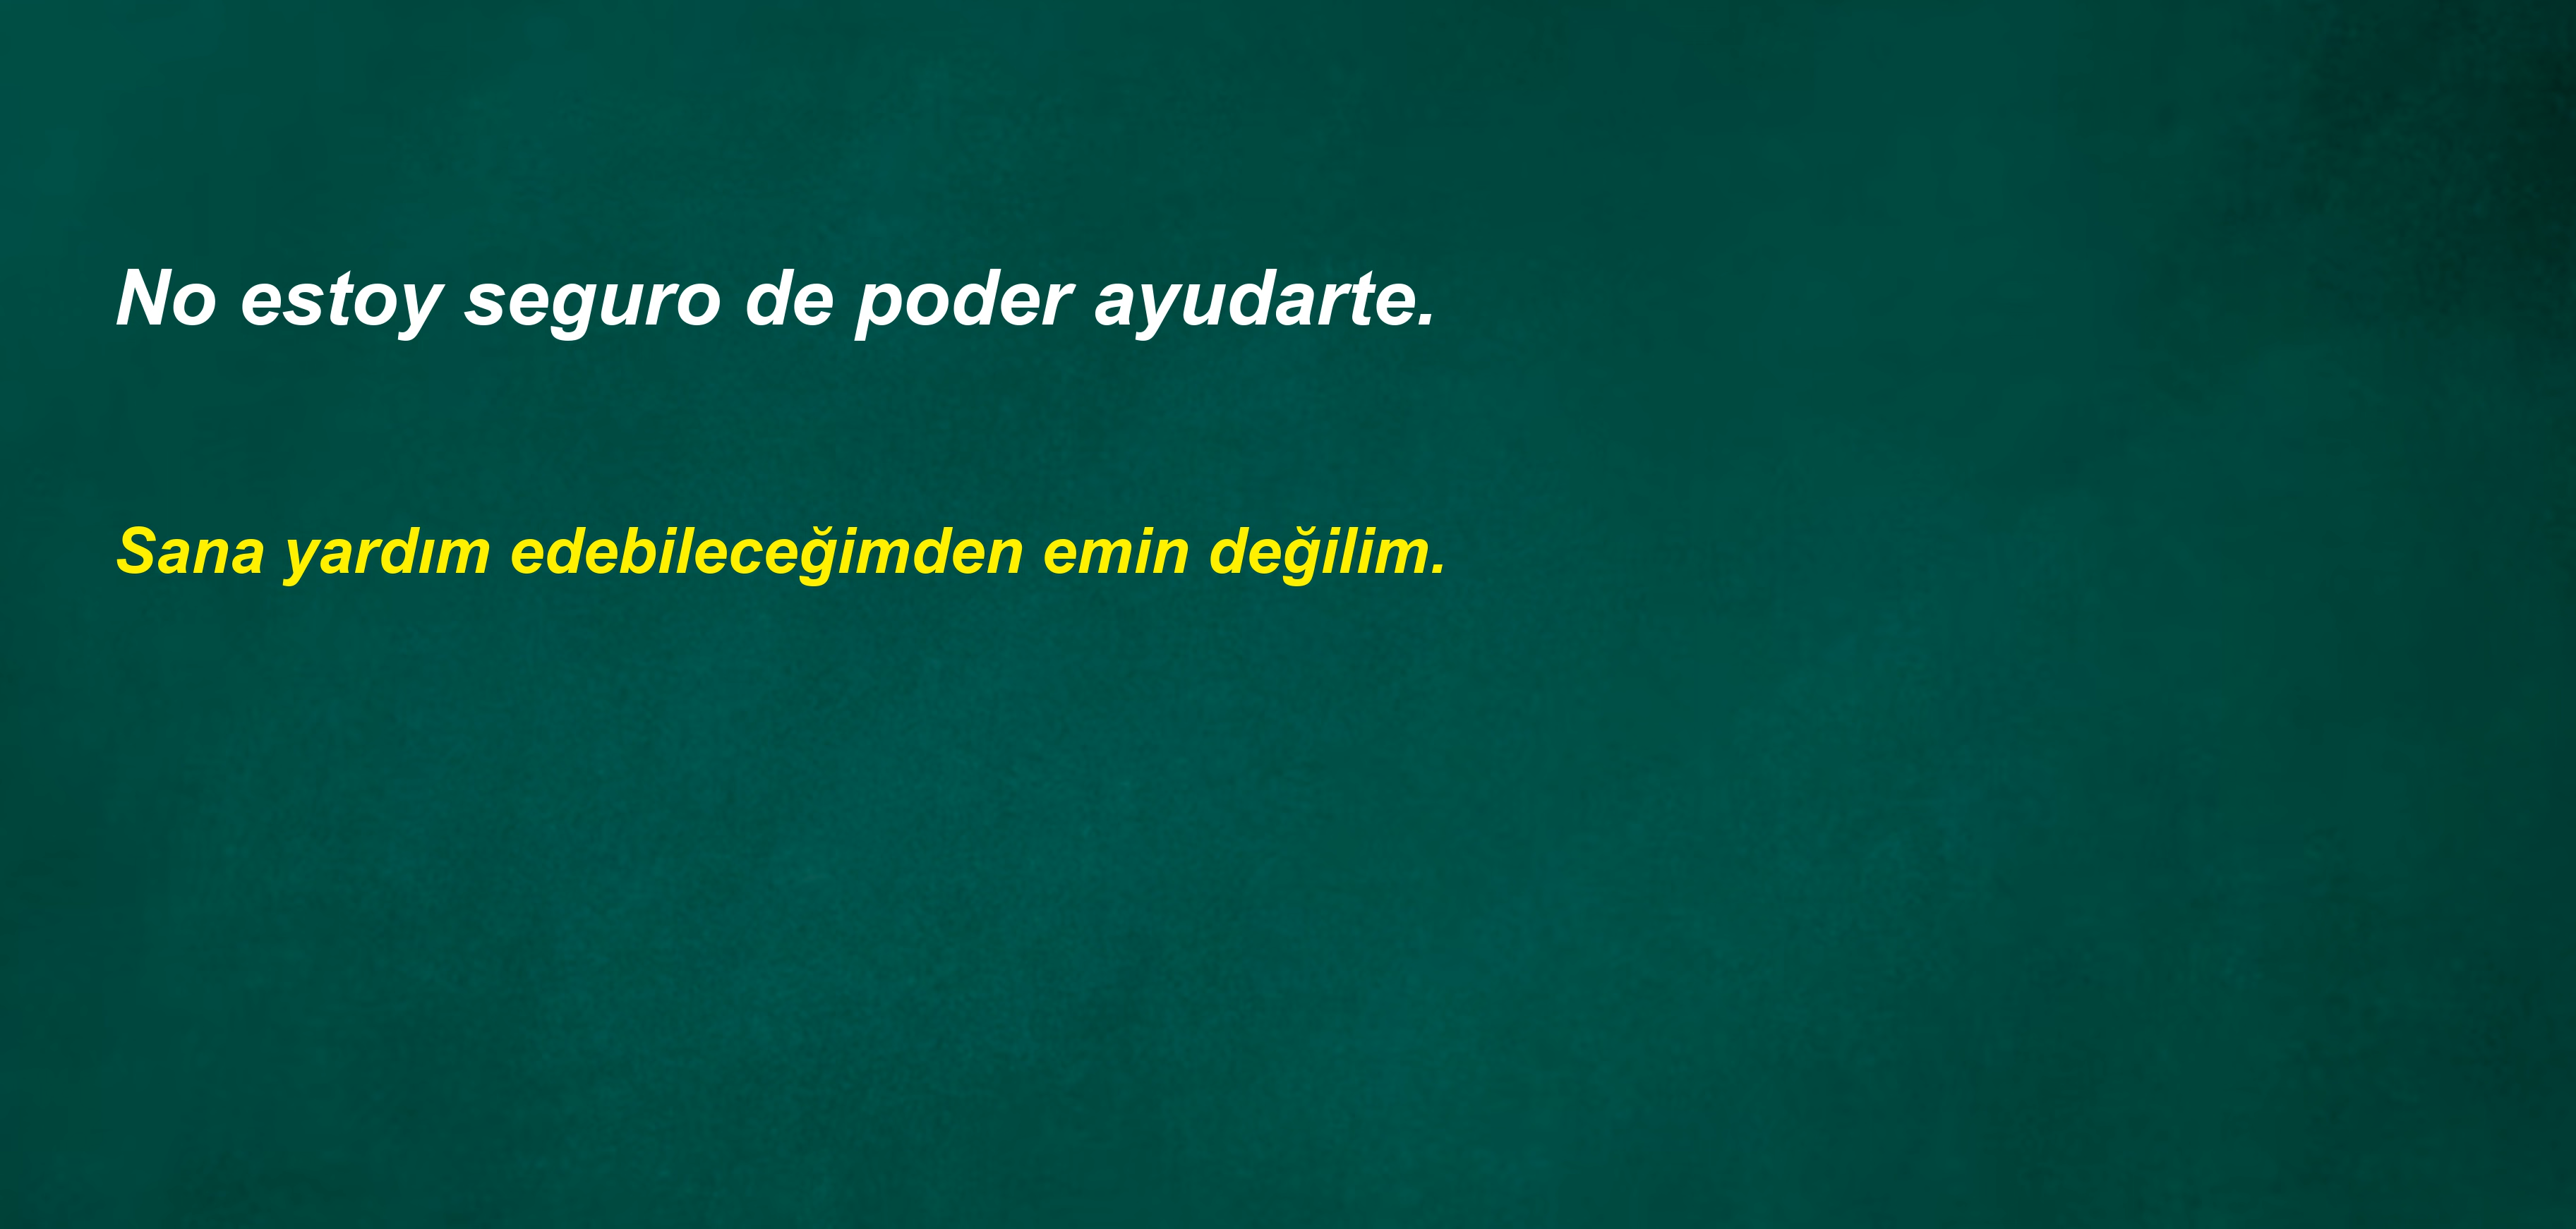 No estoy seguro de poder ayudarte.
Sana yardım edebileceğimden emin değilim.